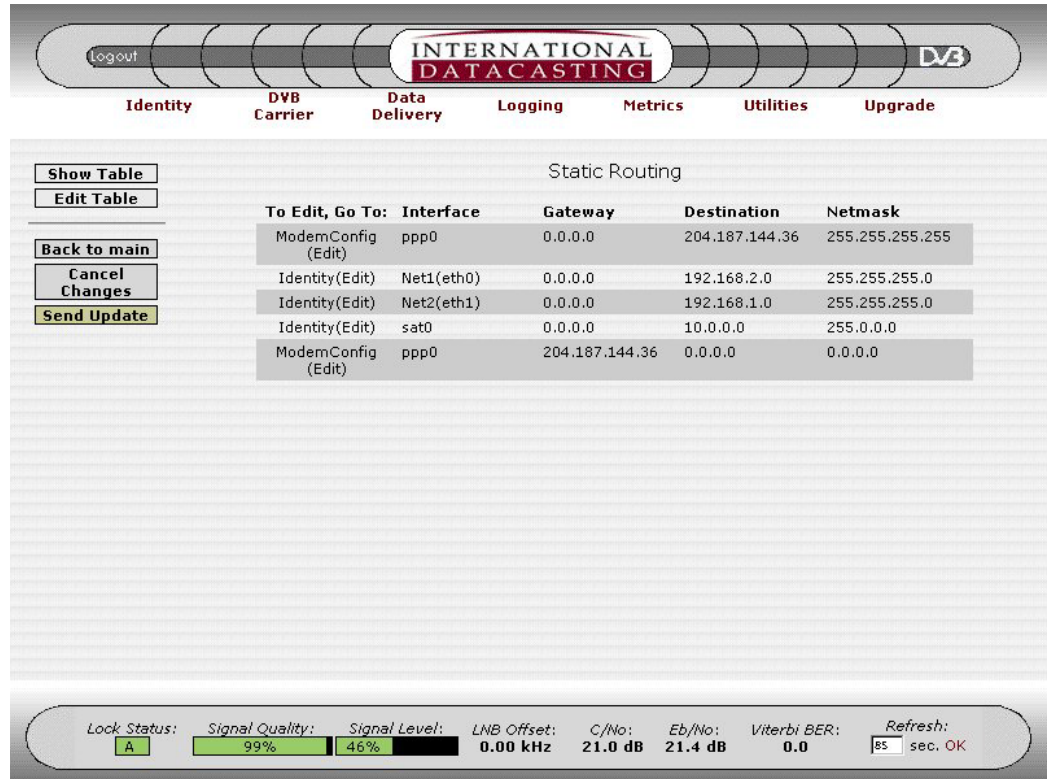 Logout
INTERNATIONAL
DATACASTING
DVB
Identity DVB Carrier Data Delivery Logging Metrics Utilities Upgrade
Show Table
Edit Table
Back to main
Cancel Changes
Send Update
Static Routing
To Edit, Go To: Interface Gateway Destination Netmask
ModemConfig (Edit) ppp0 0.0.0.0 204.187.144.36 255.255.255.255
Identity(Edit) Net1(eth0) 0.0.0.0 192.168.2.0 255.255.255.0
Identity(Edit) Net2(eth1) 0.0.0.0 192.168.1.0 255.255.255.0
Identity(Edit) sat0 0.0.0.0 10.0.0.0 255.0.0.0
ModemConfig (Edit) ppp0 204.187.144.36 0.0.0.0 0.0.0.0
Lock Status: Signal Quality: Signal Level: LNB Offset: C/No: Eb/No: Viterbi BER: Refresh:
A 99% 46% 0.00 kHz 21.0 dB 21.4 dB 0.0 85 sec. OK